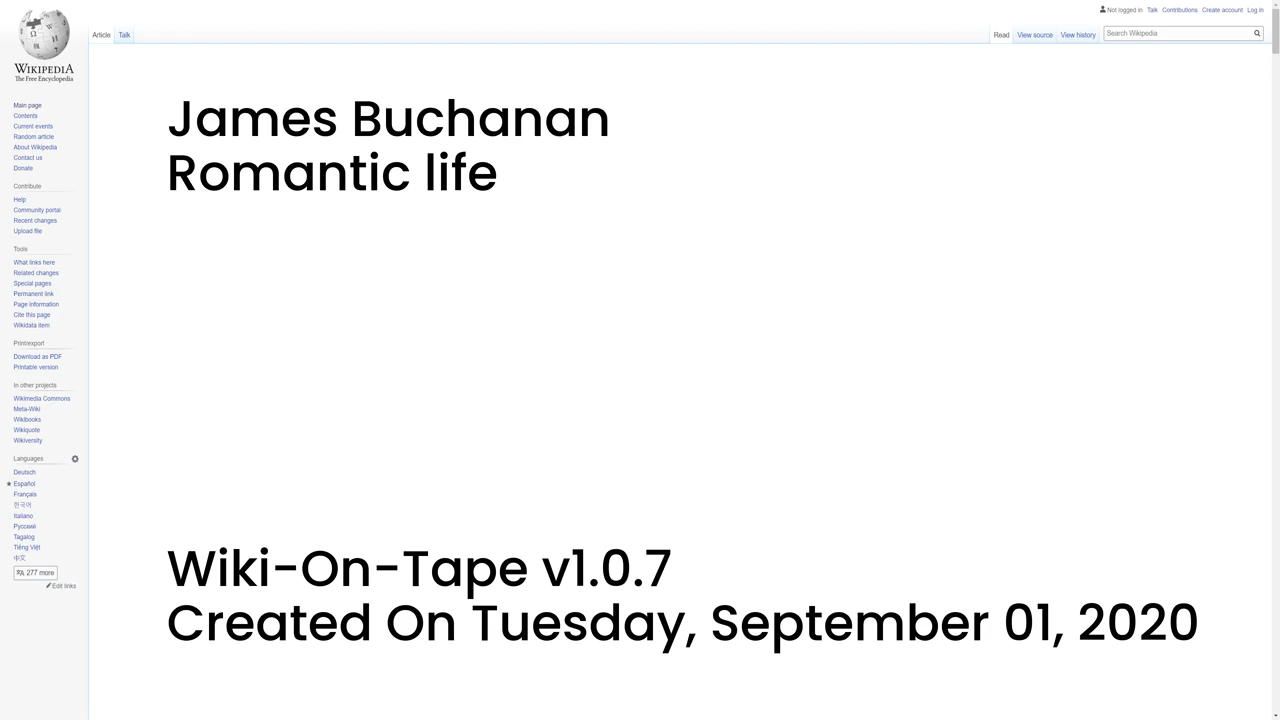 Not logged in Talk Contributions Create account Log in
Article Talk Read View source View history Search Wikipedia
WIKIPEDIA
The Free Encyclopedia
Main page
Contents
Current events
Random article
About Wikipedia
Contact us
Donate
Contribute
Help
Community portal
Recent changes
Upload file
Tools
What links here
Related changes
Special pages
Permanent link
Page information
Cite this page
Wikidata item
Print/export
Download as PDF
Printable version
In other projects
Wikimedia Commons
Meta-Wiki
Wikibooks
Wikiquote
Wikiversity
Languages
Deutsch
Español
Français
한국어
Italiano
Русский
Tagalog
Tiếng Việt
中文
277 more
Edit links
James Buchanan
Romantic life
Wiki-On-Tape v1.0.7
Created On Tuesday, September 01, 2020